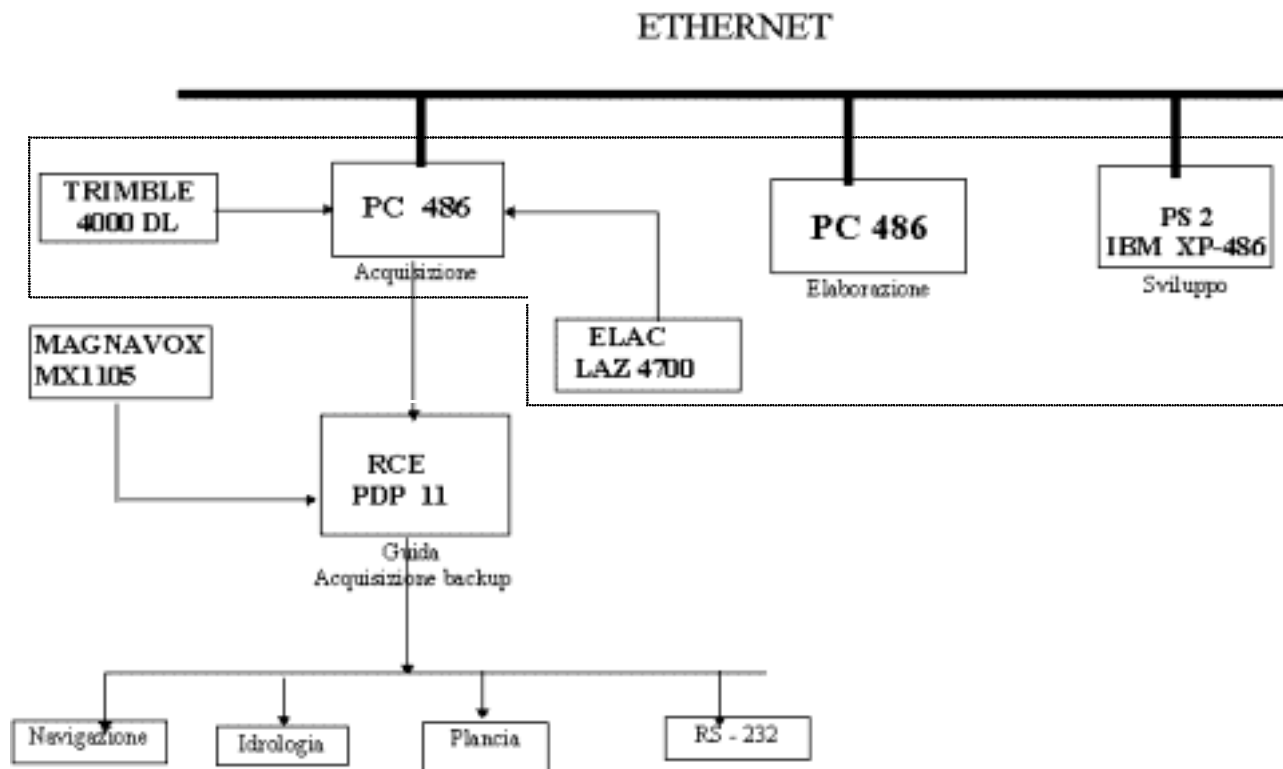 ETHERNET
TRIMBLE
4000 DL
PC 486
Acquisizione
PC 486
Elaborazione
PS 2
IBM XP-486
Sviluppo
MAGNAVOX
MX1105
ELAC
LAZ 4700
RCE
PDP 11
Guida
Acquisizione backup
Navigazione
Idrologia
Plancia
RS - 232